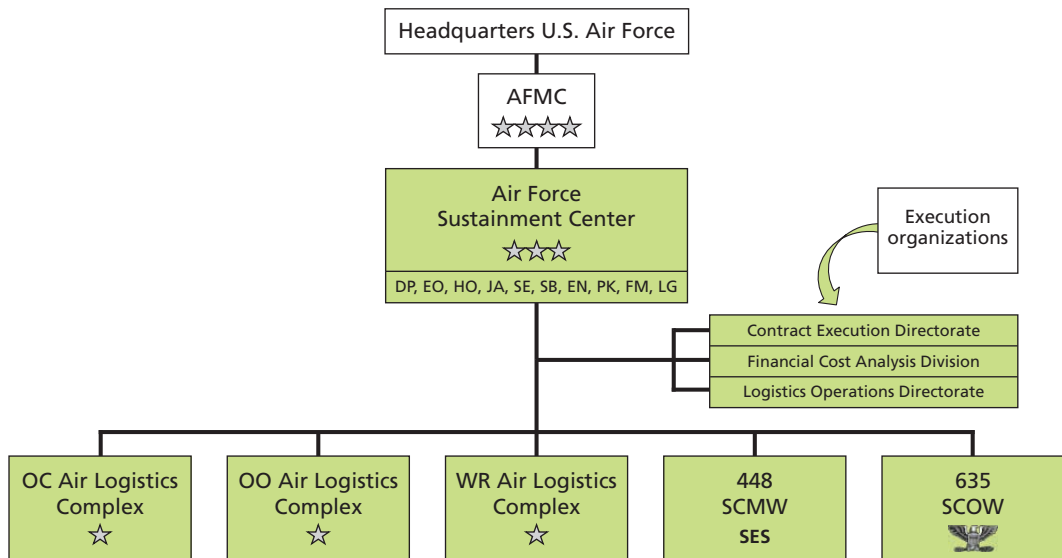 Headquarters U.S. Air Force
AFMC
Air Force
Sustainment Center
DP, EO, HO, JA, SE, SB, EN, PK, FM, LG
Execution
organizations
Contract Execution Directorate
Financial Cost Analysis Division
Logistics Operations Directorate
OC Air Logistics
Complex
OO Air Logistics
Complex
WR Air Logistics
Complex
448
SCMW
SES
635
SCOW